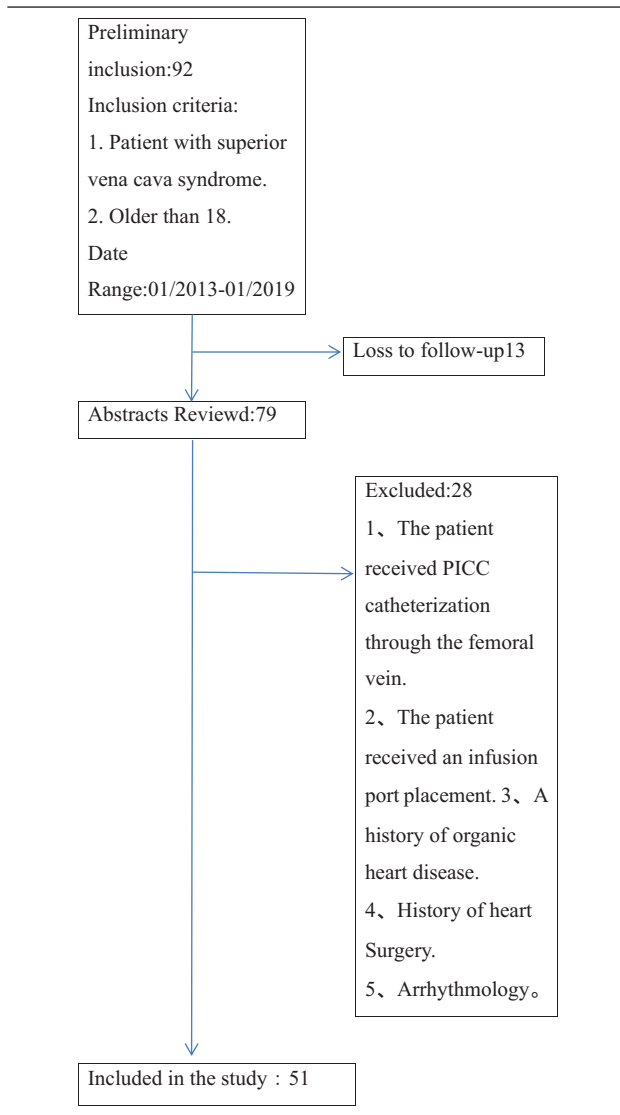 Preliminary
inclusion:92
Inclusion criteria:
1. Patient with superior
vena cava syndrome.
2. Older than 18.
Date
Range:01/2013-01/2019
Loss to follow-up13
Abstracts Reviewd:79
Excluded:28
1、The patient
received PICC
catheterization
through the femoral
vein.
2、The patient
received an infusion
port placement. 3、A
history of organic
heart disease.
4、History of heart
Surgery.
5、Arrhythmology。
Included in the study：51